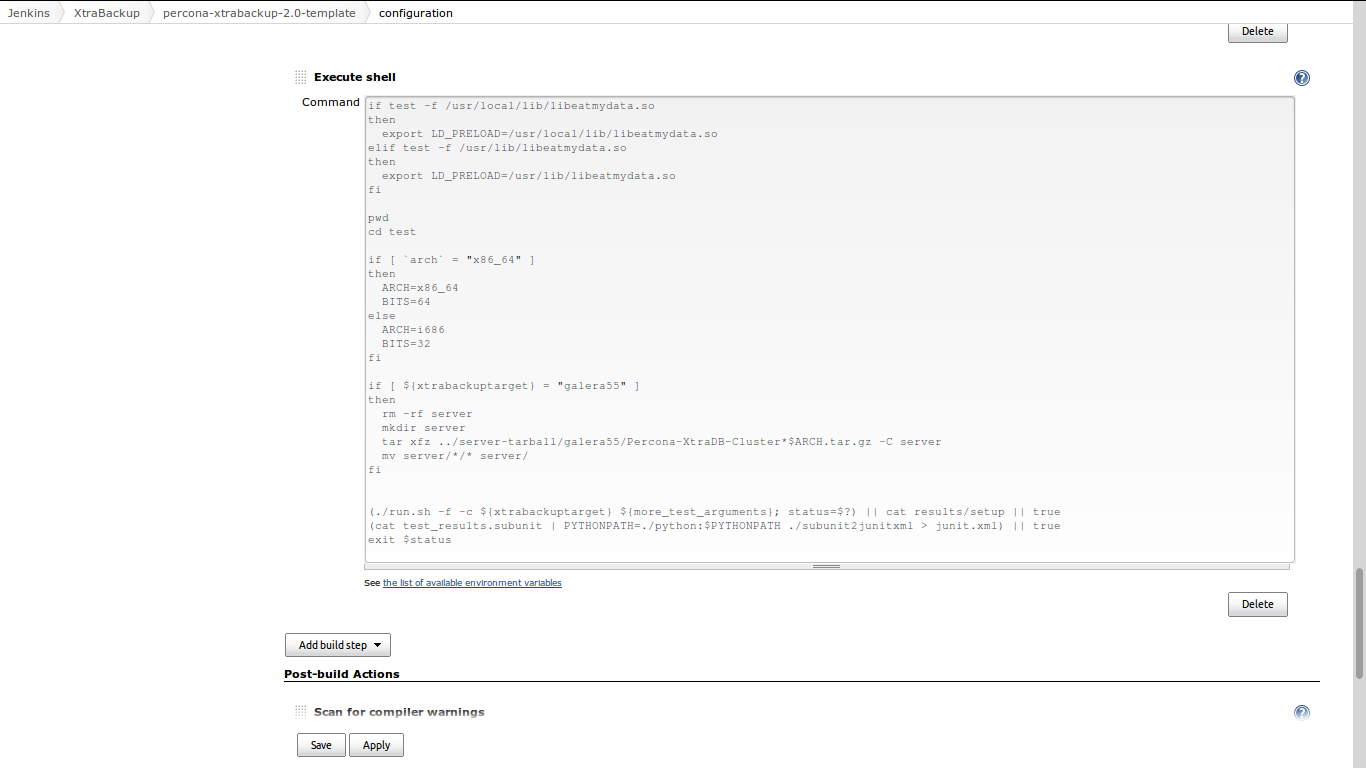 Jenkins XtraBackup percona-xtrabackup-2.0-template configuration
Delete
Execute shell
Command
if test -f /usr/local/lib/libeatmydata.so
then
  export LD_PRELOAD=/usr/local/lib/libeatmydata.so
elif test -f /usr/lib/libeatmydata.so
then
  export LD_PRELOAD=/usr/lib/libeatmydata.so
fi

pwd
cd test

if [ `arch` = "x86_64" ]
then
  ARCH=x86_64
  BITS=64
else
  ARCH=i686
  BITS=32
fi

if [ ${xtrabackuptarget} = "galera55" ]
then
  rm -rf server
  mkdir server
  tar xfz ../server-tarball/galera55/Percona-XtraDB-Cluster*$ARCH.tar.gz -C server
  mv server/*/* server/
fi

(./run.sh -f -c ${xtrabackuptarget} ${more_test_arguments}; status=$?) || cat results/setup || true
(cat test_results.subunit | PYTHONPATH=./python:$PYTHONPATH ./subunit2junitxml > junit.xml) || true
exit $status
See the list of available environment variables
Delete
Add build step
Post-build Actions
Scan for compiler warnings
Save Apply